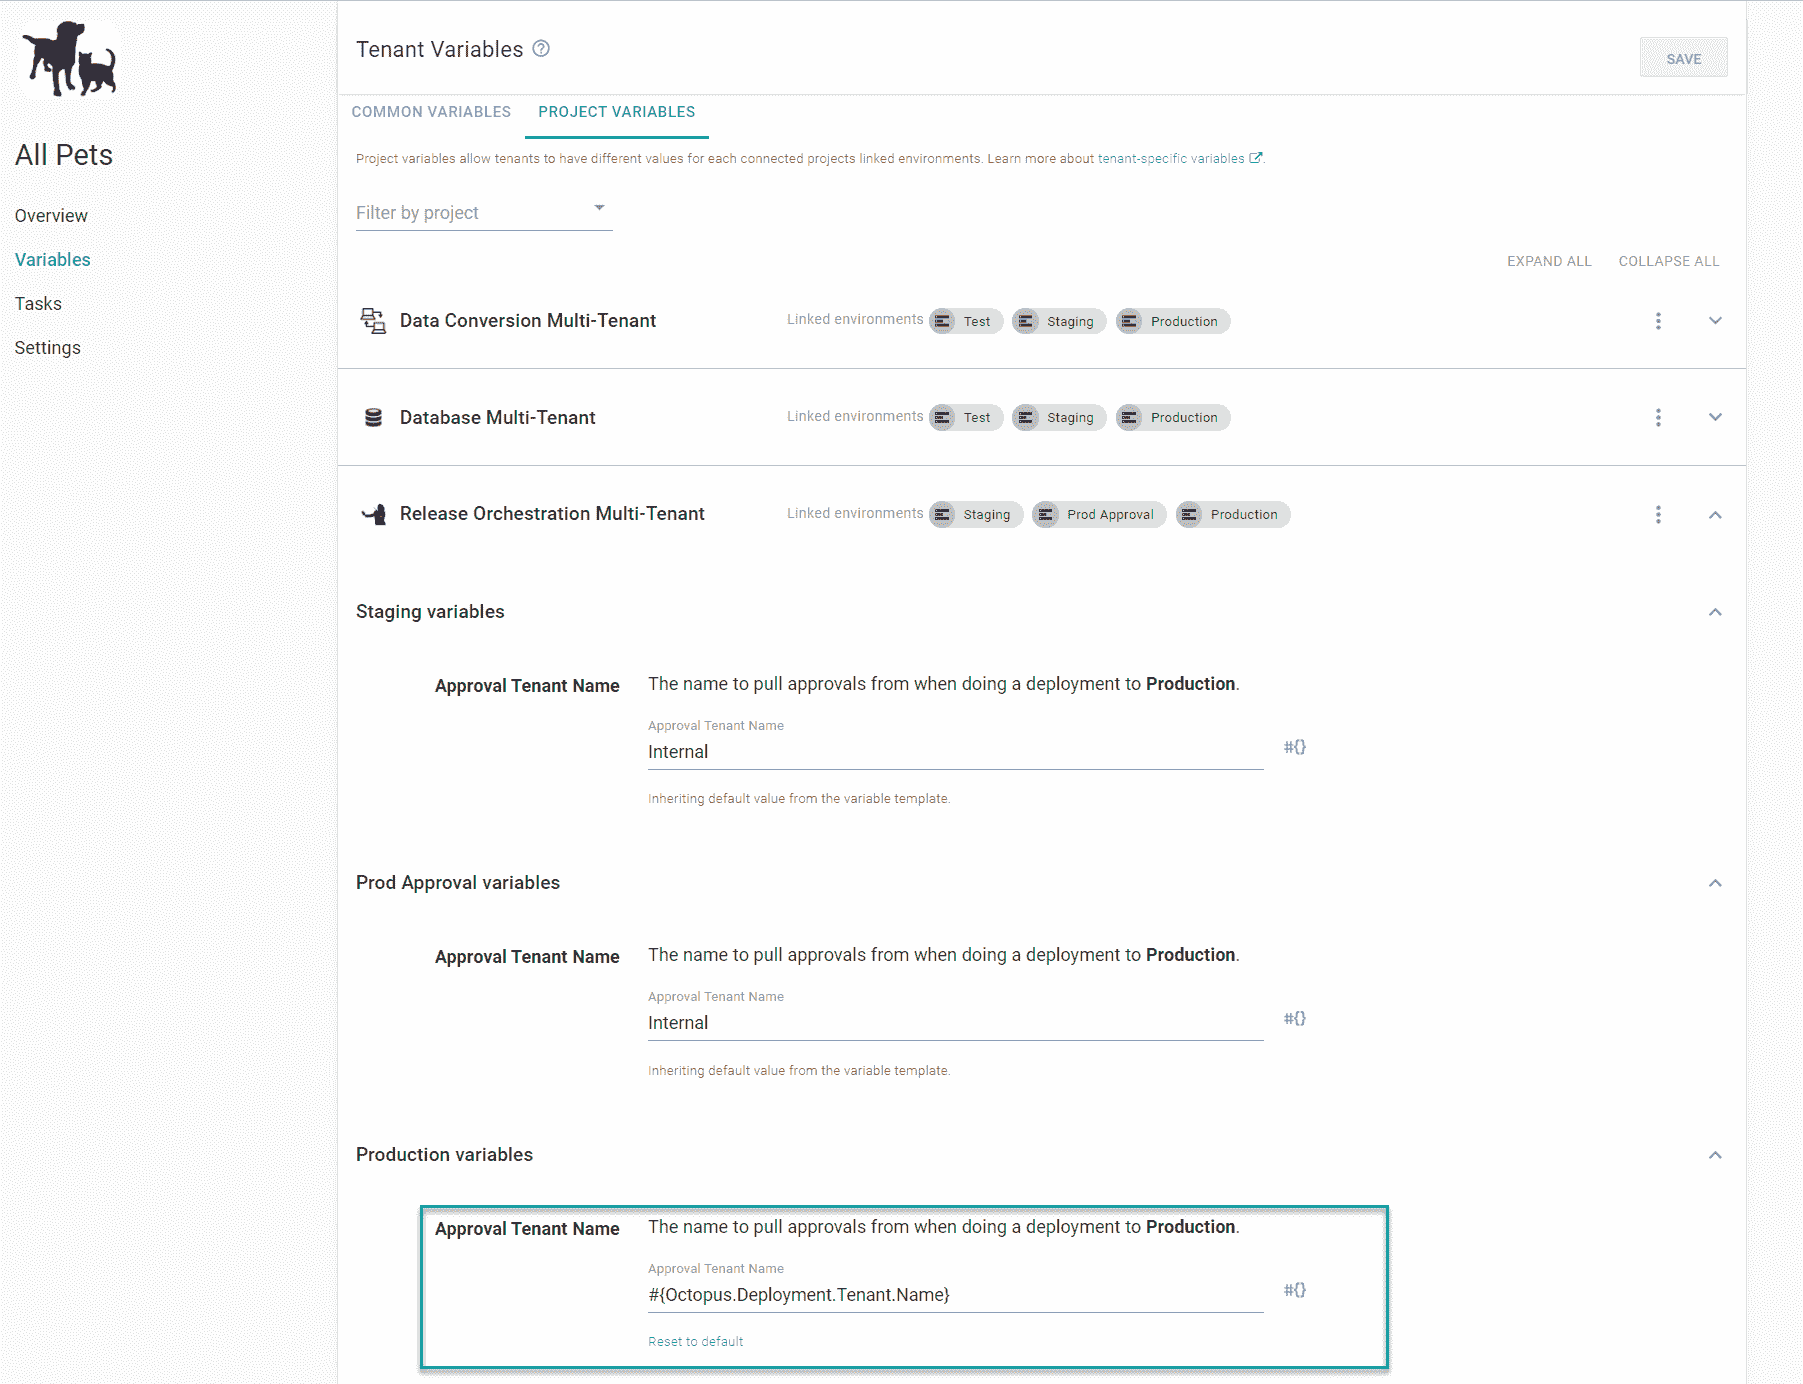 All Pets
Overview
Variables
Tasks
Settings
Tenant Variables
SAVE
COMMON VARIABLES PROJECT VARIABLES
Project variables allow tenants to have different values for each connected projects linked environments. Learn more about tenant-specific variables.
Filter by project
EXPAND ALL COLLAPSE ALL
Data Conversion Multi-Tenant Linked environments Test Staging Production
Database Multi-Tenant Linked environments Test Staging Production
Release Orchestration Multi-Tenant Linked environments Staging Prod Approval Production
Staging variables
Approval Tenant Name The name to pull approvals from when doing a deployment to Production.
Approval Tenant Name
Internal #{}
Inheriting default value from the variable template.
Prod Approval variables
Approval Tenant Name The name to pull approvals from when doing a deployment to Production.
Approval Tenant Name
Internal #{}
Inheriting default value from the variable template.
Production variables
Approval Tenant Name The name to pull approvals from when doing a deployment to Production.
Approval Tenant Name
#{Octopus.Deployment.Tenant.Name} #{}
Reset to default